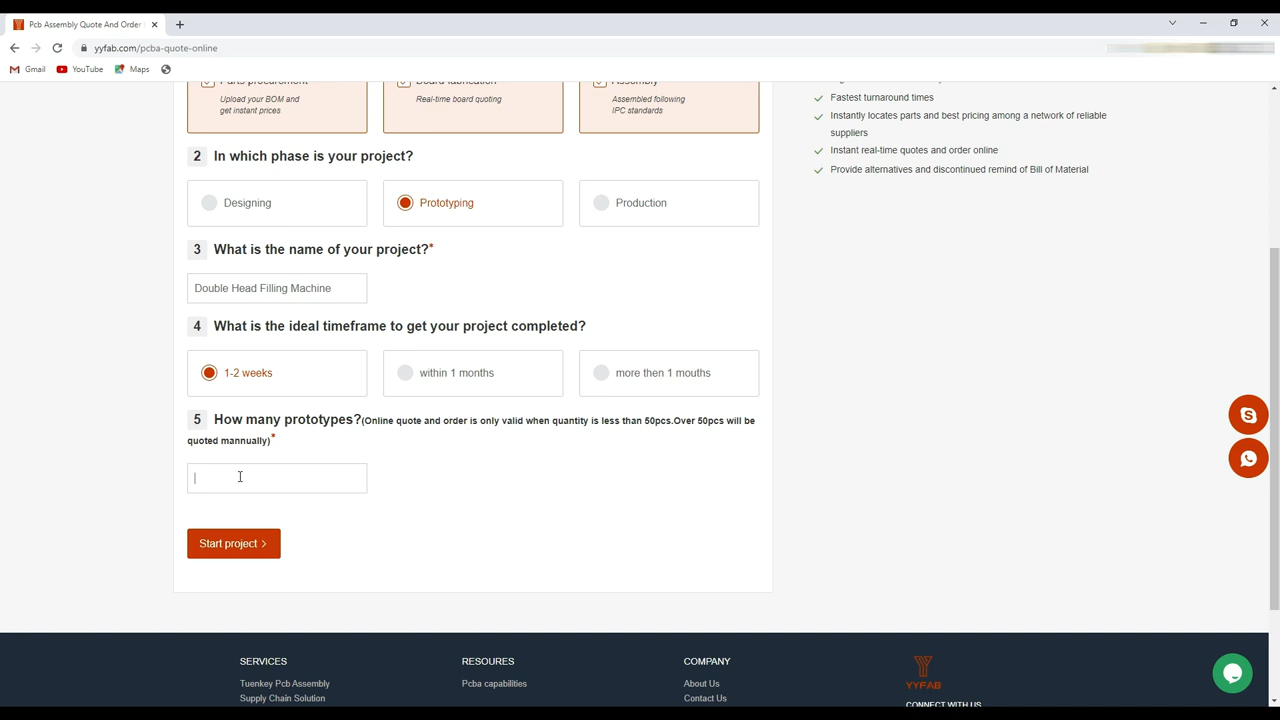 Pcb Assembly Quote And Order
yyfab.com/pcba-quote-online
Gmail YouTube Maps
Parts procurement
Upload your BOM and
get instant prices
Board fabrication
Real-time board quoting
Assembly
Assembled following
IPC standards
Fastest turnaround times
Instantly locates parts and best pricing among a network of reliable
suppliers
Instant real-time quotes and order online
Provide alternatives and discontinued remind of Bill of Material
2 In which phase is your project?
Designing
Prototyping
Production
3 What is the name of your project?*
Double Head Filling Machine
4 What is the ideal timeframe to get your project completed?
1-2 weeks
within 1 months
more then 1 mouths
5 How many prototypes?(Online quote and order is only valid when quantity is less than 50pcs.Over 50pcs will be
quoted mannually)*
Start project >
SERVICES
Tuenkey Pcb Assembly
Supply Chain Solution
RESOURES
Pcba capabilities
COMPANY
About Us
Contact Us
YYFAB
CONNECT WITH US